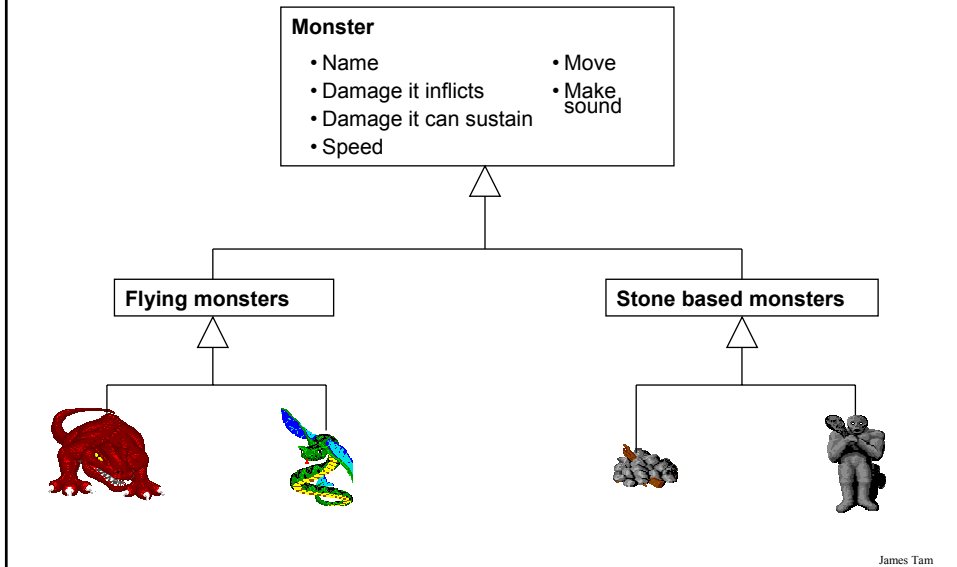 Monster
• Name
• Damage it inflicts
• Damage it can sustain
• Speed
• Move
• Make
sound
Flying monsters
Stone based monsters
James Tam